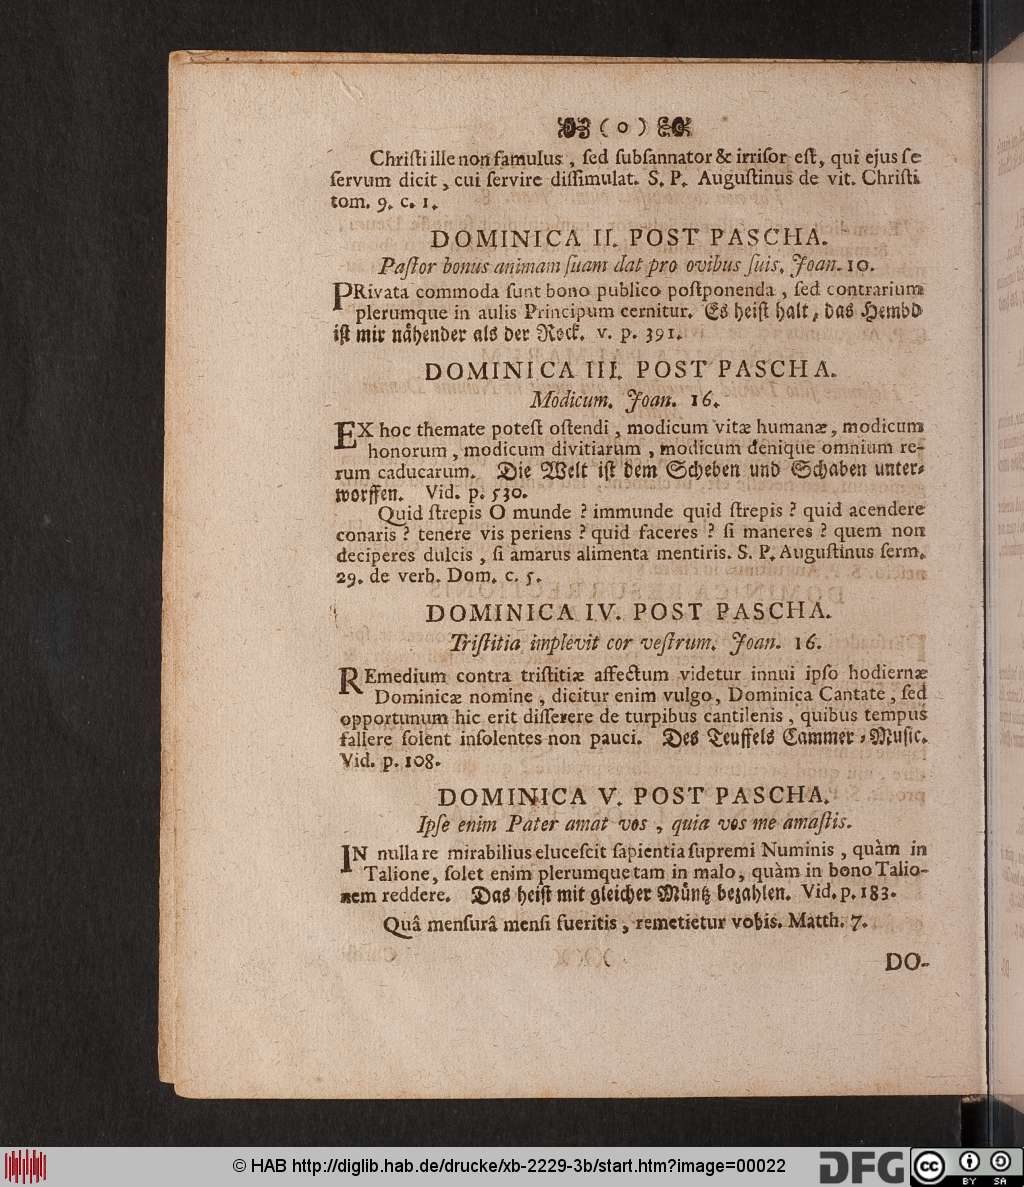 ( o )
Chriſti ille non famulus, ſed ſubſannator & irriſor eſt, qui ejus ſe
ſervum dicit, cui ſervire diſſimulat. S. P. Auguſtinus de vit. Chriſti
tom. 9. c. 1.
DOMINICA II. POST PASCHA.
Paſtor bonus animam ſuam dat pro ovibus ſuis. Joan. 10.
PRivata commoda ſunt bono publico poſtponenda, ſed contrarium
plerumque in aulis Principum cernitur. Es heiſt halt, das Hembd
iſt mir nåhender als der Rock. v. p. 391.
DOMINICA III. POST PASCHA.
Modicum. Joan. 16.
EX hoc themate poteſt oſtendi, modicum vitæ humanæ, modicum
honorum, modicum divitiarum, modicum denique omnium re-
rum caducarum. Die Welt iſt dem Scheben und Schaben unter-
worffen. Vid. p. 530.
Quid ſtrepis O munde? immunde quid ſtrepis? quid acendere
conaris? tenere vis periens? quid faceres? ſi maneres? quem non
deciperes dulcis, ſi amarus alimenta mentiris. S. P. Auguſtinus ſerm.
29. de verb. Dom. c. 5.
DOMINICA IV. POST PASCHA.
Triſtitia implevit cor veſtrum. Joan. 16.
REmedium contra triſtitiæ affectum videtur innui ipſo hodiernæ
Dominicæ nomine, dicitur enim vulgo, Dominica Cantate, ſed
opportunum hic erit diſſerere de turpibus cantilenis, quibus tempus
fallere ſolent inſolentes non pauci. Des Teuffels Cammer-Muſic.
Vid. p. 108.
DOMINICA V. POST PASCHA.
Ipſe enim Pater amat vos, quia vos me amaſtis.
IN nulla re mirabilius eluceſcit ſapientia ſupremi Numinis, quàm in
Talione, ſolet enim plerumque tam in malo, quàm in bono Talio-
nem reddere. Das heiſt mit gleicher Můntz bezahlen. Vid. p. 183.
Quâ menſurâ menſi fueritis, remetietur vobis. Matth. 7.
DO-
© HAB http://diglib.hab.de/drucke/xb-2229-3b/start.htm?image=00022
DFG
cc BY SA